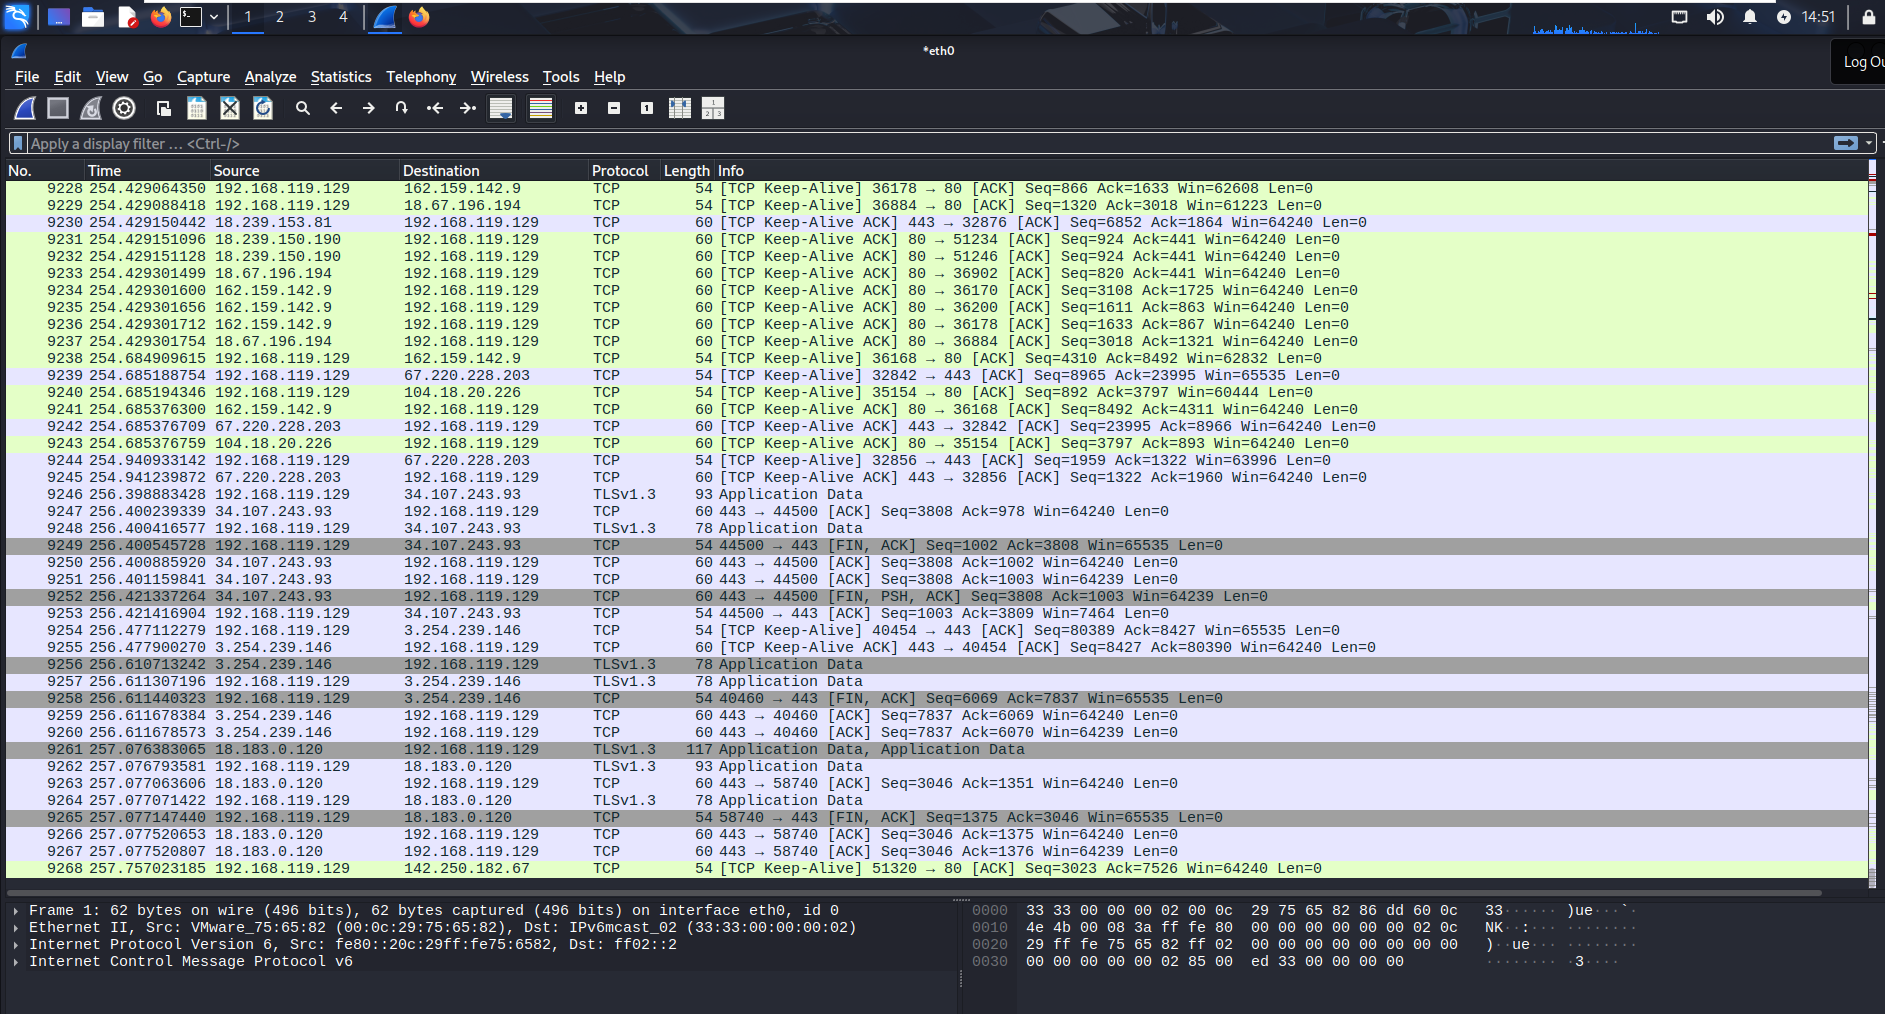 1 2 3 4 14:51
*eth0
Log Ou
File Edit View Go Capture Analyze Statistics Telephony Wireless Tools Help
Apply a display filter … <Ctrl-/>
No. Time Source Destination Protocol Length Info
9228 254.429064350 192.168.119.129 162.159.142.9 TCP 54 [TCP Keep-Alive] 36178 → 80 [ACK] Seq=866 Ack=1633 Win=62608 Len=0
9229 254.429088418 192.168.119.129 18.67.196.194 TCP 54 [TCP Keep-Alive] 36884 → 80 [ACK] Seq=1320 Ack=3018 Win=61223 Len=0
9230 254.429150442 18.239.153.81 192.168.119.129 TCP 60 [TCP Keep-Alive ACK] 443 → 32876 [ACK] Seq=6852 Ack=1864 Win=64240 Len=0
9231 254.429151096 18.239.150.190 192.168.119.129 TCP 60 [TCP Keep-Alive ACK] 80 → 51234 [ACK] Seq=924 Ack=441 Win=64240 Len=0
9232 254.429151128 18.239.150.190 192.168.119.129 TCP 60 [TCP Keep-Alive ACK] 80 → 51246 [ACK] Seq=924 Ack=441 Win=64240 Len=0
9233 254.429301499 18.67.196.194 192.168.119.129 TCP 60 [TCP Keep-Alive ACK] 80 → 36902 [ACK] Seq=820 Ack=441 Win=64240 Len=0
9234 254.429301600 162.159.142.9 192.168.119.129 TCP 60 [TCP Keep-Alive ACK] 80 → 36170 [ACK] Seq=3108 Ack=1725 Win=64240 Len=0
9235 254.429301656 162.159.142.9 192.168.119.129 TCP 60 [TCP Keep-Alive ACK] 80 → 36200 [ACK] Seq=1611 Ack=863 Win=64240 Len=0
9236 254.429301712 162.159.142.9 192.168.119.129 TCP 60 [TCP Keep-Alive ACK] 80 → 36178 [ACK] Seq=1633 Ack=867 Win=64240 Len=0
9237 254.429301754 18.67.196.194 192.168.119.129 TCP 60 [TCP Keep-Alive ACK] 80 → 36884 [ACK] Seq=3018 Ack=1321 Win=64240 Len=0
9238 254.684909615 192.168.119.129 162.159.142.9 TCP 54 [TCP Keep-Alive] 36168 → 80 [ACK] Seq=4310 Ack=8492 Win=62832 Len=0
9239 254.685188754 192.168.119.129 67.220.228.203 TCP 54 [TCP Keep-Alive] 32842 → 443 [ACK] Seq=8965 Ack=23995 Win=65535 Len=0
9240 254.685194346 192.168.119.129 104.18.20.226 TCP 54 [TCP Keep-Alive] 35154 → 80 [ACK] Seq=892 Ack=3797 Win=60444 Len=0
9241 254.685376300 162.159.142.9 192.168.119.129 TCP 60 [TCP Keep-Alive ACK] 80 → 36168 [ACK] Seq=8492 Ack=4311 Win=64240 Len=0
9242 254.685376709 67.220.228.203 192.168.119.129 TCP 60 [TCP Keep-Alive ACK] 443 → 32842 [ACK] Seq=23995 Ack=8966 Win=64240 Len=0
9243 254.685376759 104.18.20.226 192.168.119.129 TCP 60 [TCP Keep-Alive ACK] 80 → 35154 [ACK] Seq=3797 Ack=893 Win=64240 Len=0
9244 254.940933142 192.168.119.129 67.220.228.203 TCP 54 [TCP Keep-Alive] 32856 → 443 [ACK] Seq=1959 Ack=1322 Win=63996 Len=0
9245 254.941239872 67.220.228.203 192.168.119.129 TCP 60 [TCP Keep-Alive ACK] 443 → 32856 [ACK] Seq=1322 Ack=1960 Win=64240 Len=0
9246 256.398883428 192.168.119.129 34.107.243.93 TLSv1.3 93 Application Data
9247 256.400239339 34.107.243.93 192.168.119.129 TCP 60 443 → 44500 [ACK] Seq=3808 Ack=978 Win=64240 Len=0
9248 256.400416577 192.168.119.129 34.107.243.93 TLSv1.3 78 Application Data
9249 256.400545728 192.168.119.129 34.107.243.93 TCP 54 44500 → 443 [FIN, ACK] Seq=1002 Ack=3808 Win=65535 Len=0
9250 256.400885920 34.107.243.93 192.168.119.129 TCP 60 443 → 44500 [ACK] Seq=3808 Ack=1002 Win=64240 Len=0
9251 256.401159841 34.107.243.93 192.168.119.129 TCP 60 443 → 44500 [ACK] Seq=3808 Ack=1003 Win=64239 Len=0
9252 256.421337264 34.107.243.93 192.168.119.129 TCP 60 443 → 44500 [FIN, PSH, ACK] Seq=3808 Ack=1003 Win=64239 Len=0
9253 256.421416904 192.168.119.129 34.107.243.93 TCP 54 44500 → 443 [ACK] Seq=1003 Ack=3809 Win=7464 Len=0
9254 256.477112279 192.168.119.129 3.254.239.146 TCP 54 [TCP Keep-Alive] 40454 → 443 [ACK] Seq=80389 Ack=8427 Win=65535 Len=0
9255 256.477900270 3.254.239.146 192.168.119.129 TCP 60 [TCP Keep-Alive ACK] 443 → 40454 [ACK] Seq=8427 Ack=80390 Win=64240 Len=0
9256 256.610713242 3.254.239.146 192.168.119.129 TLSv1.3 78 Application Data
9257 256.611307196 192.168.119.129 3.254.239.146 TLSv1.3 78 Application Data
9258 256.611440323 192.168.119.129 3.254.239.146 TCP 54 40460 → 443 [FIN, ACK] Seq=6069 Ack=7837 Win=65535 Len=0
9259 256.611678384 3.254.239.146 192.168.119.129 TCP 60 443 → 40460 [ACK] Seq=7837 Ack=6069 Win=64240 Len=0
9260 256.611678573 3.254.239.146 192.168.119.129 TCP 60 443 → 40460 [ACK] Seq=7837 Ack=6070 Win=64239 Len=0
9261 257.076383065 18.183.0.120 192.168.119.129 TLSv1.3 117 Application Data, Application Data
9262 257.076793581 192.168.119.129 18.183.0.120 TLSv1.3 93 Application Data
9263 257.077063606 18.183.0.120 192.168.119.129 TCP 60 443 → 58740 [ACK] Seq=3046 Ack=1351 Win=64240 Len=0
9264 257.077071422 192.168.119.129 18.183.0.120 TLSv1.3 78 Application Data
9265 257.077147440 192.168.119.129 18.183.0.120 TCP 54 58740 → 443 [FIN, ACK] Seq=1375 Ack=3046 Win=65535 Len=0
9266 257.077520653 18.183.0.120 192.168.119.129 TCP 60 443 → 58740 [ACK] Seq=3046 Ack=1375 Win=64240 Len=0
9267 257.077520807 18.183.0.120 192.168.119.129 TCP 60 443 → 58740 [ACK] Seq=3046 Ack=1376 Win=64239 Len=0
9268 257.757023185 192.168.119.129 142.250.182.67 TCP 54 [TCP Keep-Alive] 51320 → 80 [ACK] Seq=3023 Ack=7526 Win=64240 Len=0
Frame 1: 62 bytes on wire (496 bits), 62 bytes captured (496 bits) on interface eth0, id 0
Ethernet II, Src: VMware_75:65:82 (00:0c:29:75:65:82), Dst: IPv6mcast_02 (33:33:00:00:00:02)
Internet Protocol Version 6, Src: fe80::20c:29ff:fe75:6582, Dst: ff02::2
Internet Control Message Protocol v6
0000 33 33 00 00 00 02 00 0c 29 75 65 82 86 dd 60 0c 33······ )ue···`·
0010 4e 4b 00 08 3a ff fe 80 00 00 00 00 00 00 02 0c NK··:··· ········
0020 29 ff fe 75 65 82 ff 02 00 00 00 00 00 00 00 00 )··ue··· ········
0030 00 00 00 00 00 02 85 00 ed 33 00 00 00 00 ········ ·3····